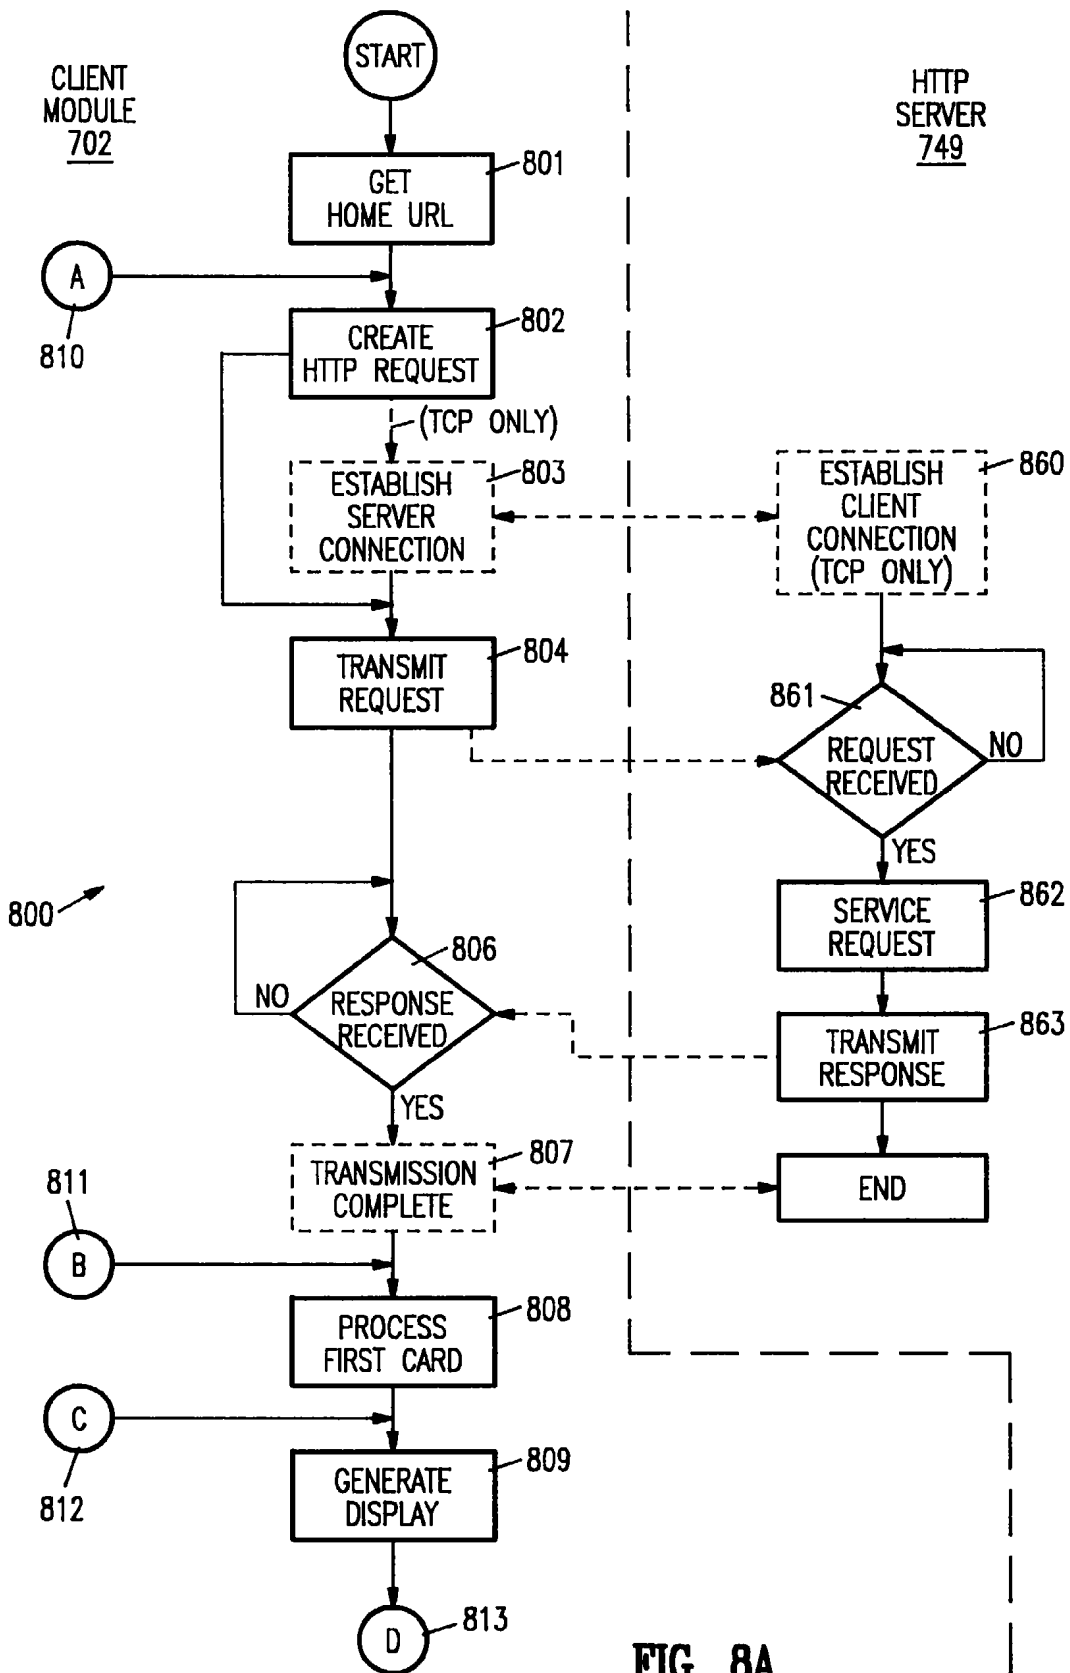 START
CLIENT
MODULE
702
HTTP
SERVER
749
801
GET
HOME URL
A
810
802
CREATE
HTTP REQUEST
(TCP ONLY)
803
ESTABLISH
SERVER
CONNECTION
860
ESTABLISH
CLIENT
CONNECTION
(TCP ONLY)
804
TRANSMIT
REQUEST
861
REQUEST
RECEIVED
NO
YES
862
SERVICE
REQUEST
800
806
RESPONSE
RECEIVED
NO
YES
863
TRANSMIT
RESPONSE
807
TRANSMISSION
COMPLETE
END
811
B
808
PROCESS
FIRST CARD
C
812
809
GENERATE
DISPLAY
D
813
FIG. 8A